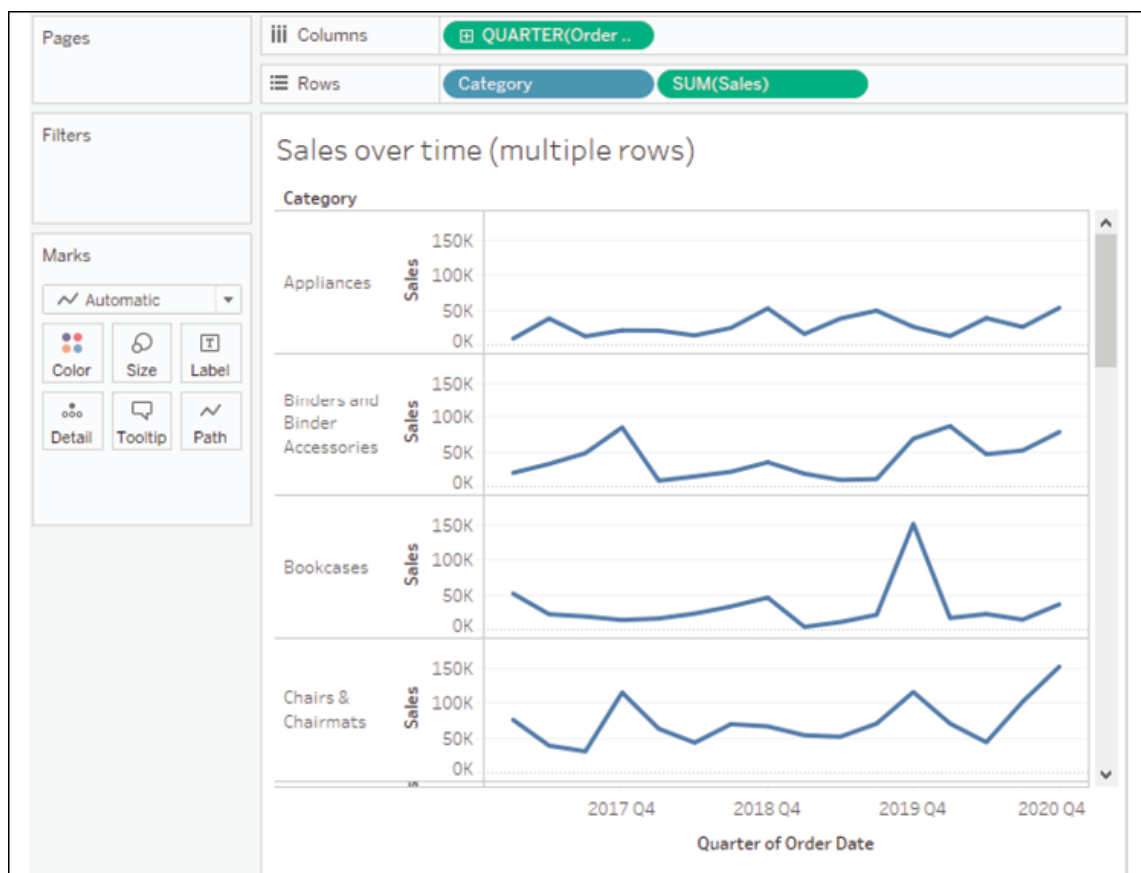 Pages
Columns
QUARTER(Order ..
Rows
Category
SUM(Sales)
Filters
Marks
Automatic
Color
Size
Label
Detail
Tooltip
Path
Sales over time (multiple rows)
Category
Appliances
Sales
150K
100K
50K
0K
Binders and
Binder
Accessories
Sales
150K
100K
50K
0K
Bookcases
Sales
150K
100K
50K
0K
Chairs &
Chairmats
Sales
150K
100K
50K
0K
2017 Q4
2018 Q4
2019 Q4
2020 Q4
Quarter of Order Date